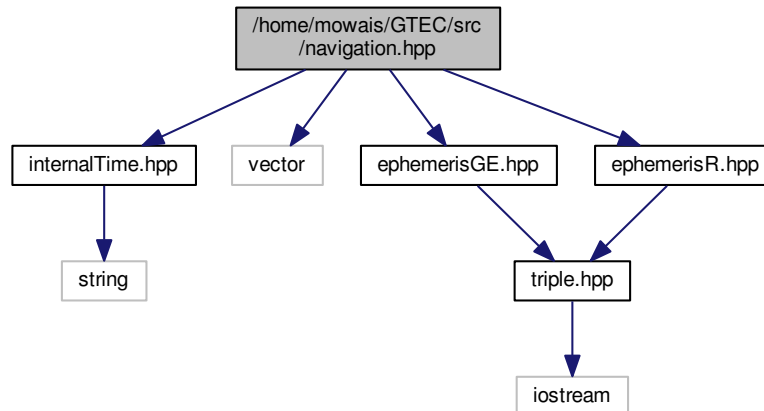 /home/mowais/GTEC/src
/navigation.hpp
internalTime.hpp
vector
ephemerisGE.hpp
ephemerisR.hpp
string
triple.hpp
iostream